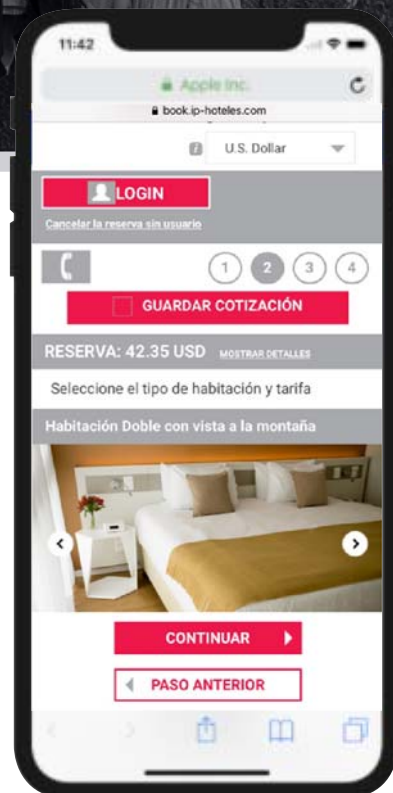 11:42
Apple Inc.
book.ip-hoteles.com
U.S. Dollar
LOGIN
Cancelar la reserva sin usuario
1 2 3 4
GUARDAR COTIZACIÓN
RESERVA: 42.35 USD MOSTRAR DETALLES
Seleccione el tipo de habitación y tarifa
Habitación Doble con vista a la montaña
CONTINUAR
PASO ANTERIOR